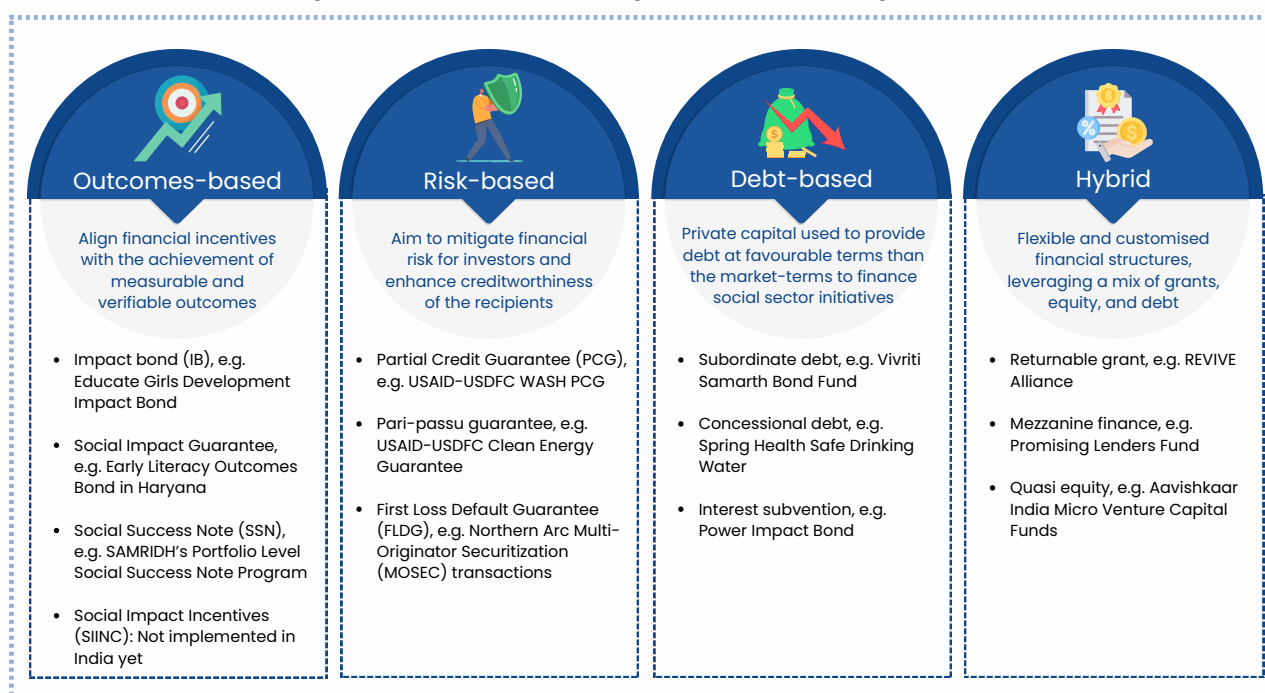 Outcomes-based
Align financial incentives
with the achievement of
measurable and
verifiable outcomes
• Impact bond (IB), e.g.
Educate Girls Development
Impact Bond
• Social Impact Guarantee,
e.g. Early Literacy Outcomes
Bond in Haryana
• Social Success Note (SSN),
e.g. SAMRIDH’s Portfolio Level
Social Success Note Program
• Social Impact Incentives
(SIINC): Not implemented in
India yet
Risk-based
Aim to mitigate financial
risk for investors and
enhance creditworthiness
of the recipients
• Partial Credit Guarantee (PCG),
e.g. USAID-USDFC WASH PCG
• Pari-passu guarantee, e.g.
USAID-USDFC Clean Energy
Guarantee
• First Loss Default Guarantee
(FLDG), e.g. Northern Arc Multi-
Originator Securitization
(MOSEC) transactions
Debt-based
Private capital used to provide
debt at favourable terms than
the market-terms to finance
social sector initiatives
• Subordinate debt, e.g. Vivriti
Samarth Bond Fund
• Concessional debt, e.g.
Spring Health Safe Drinking
Water
• Interest subvention, e.g.
Power Impact Bond
Hybrid
Flexible and customised
financial structures,
leveraging a mix of grants,
equity, and debt
• Returnable grant, e.g. REVIVE
Alliance
• Mezzanine finance, e.g.
Promising Lenders Fund
• Quasi equity, e.g. Aavishkaar
India Micro Venture Capital
Funds